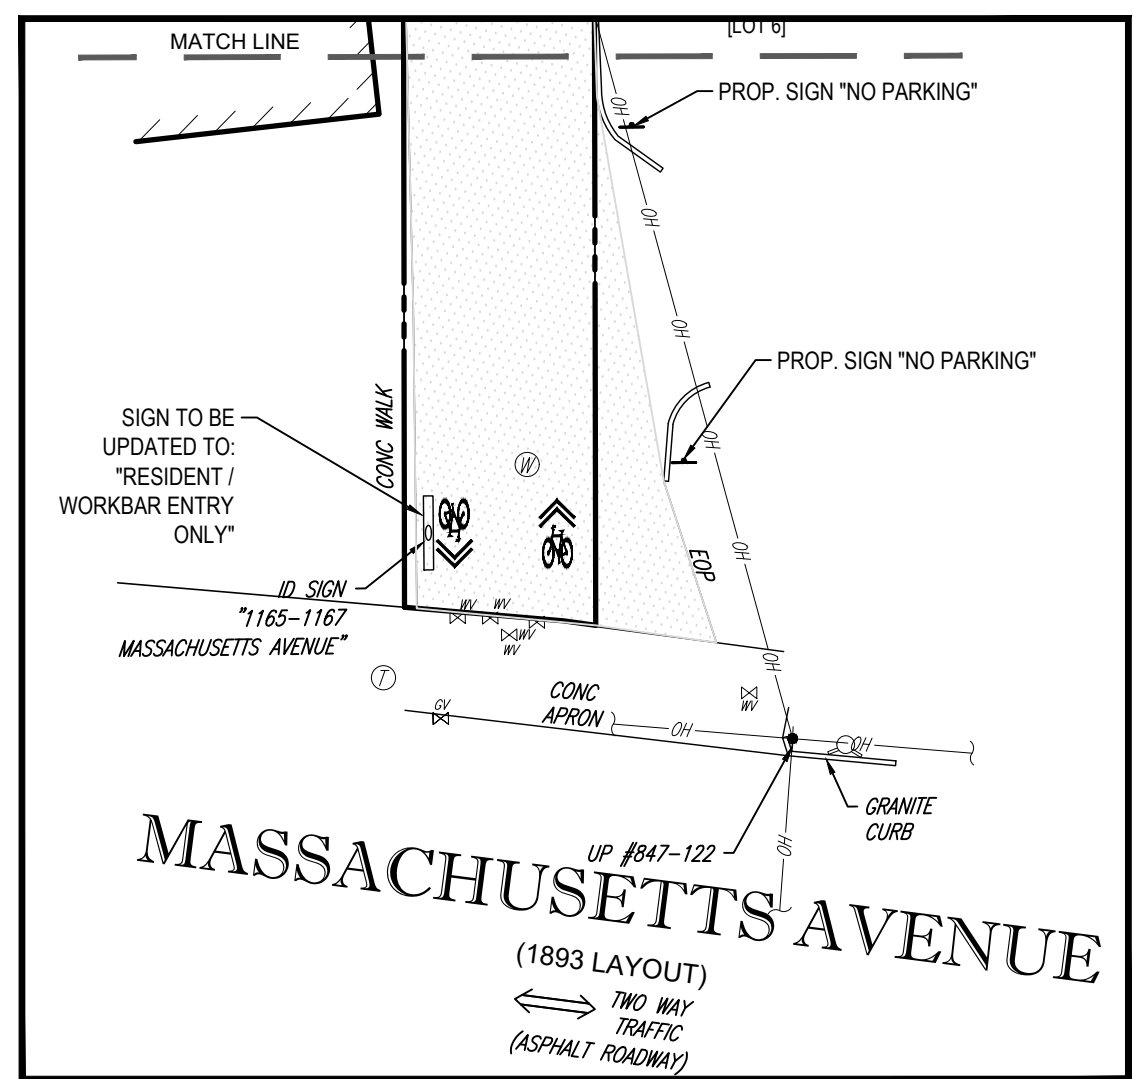 [LOT 6]
MATCH LINE
PROP. SIGN "NO PARKING"
OH
OH
OH
PROP. SIGN "NO PARKING"
CONC WALK
SIGN TO BE
UPDATED TO:
"RESIDENT /
WORKBAR ENTRY
ONLY"
OH
W
OH
EOP
ID SIGN
"1165-1167
MASSACHUSETTS AVENUE"
WV
WV
WV
WV
OH
T
GV
CONC
APRON
WV
OH
OH
GRANITE
CURB
UP #847-122
OH
MASSACHUSETTS AVENUE
(1893 LAYOUT)
TWO WAY
TRAFFIC
(ASPHALT ROADWAY)